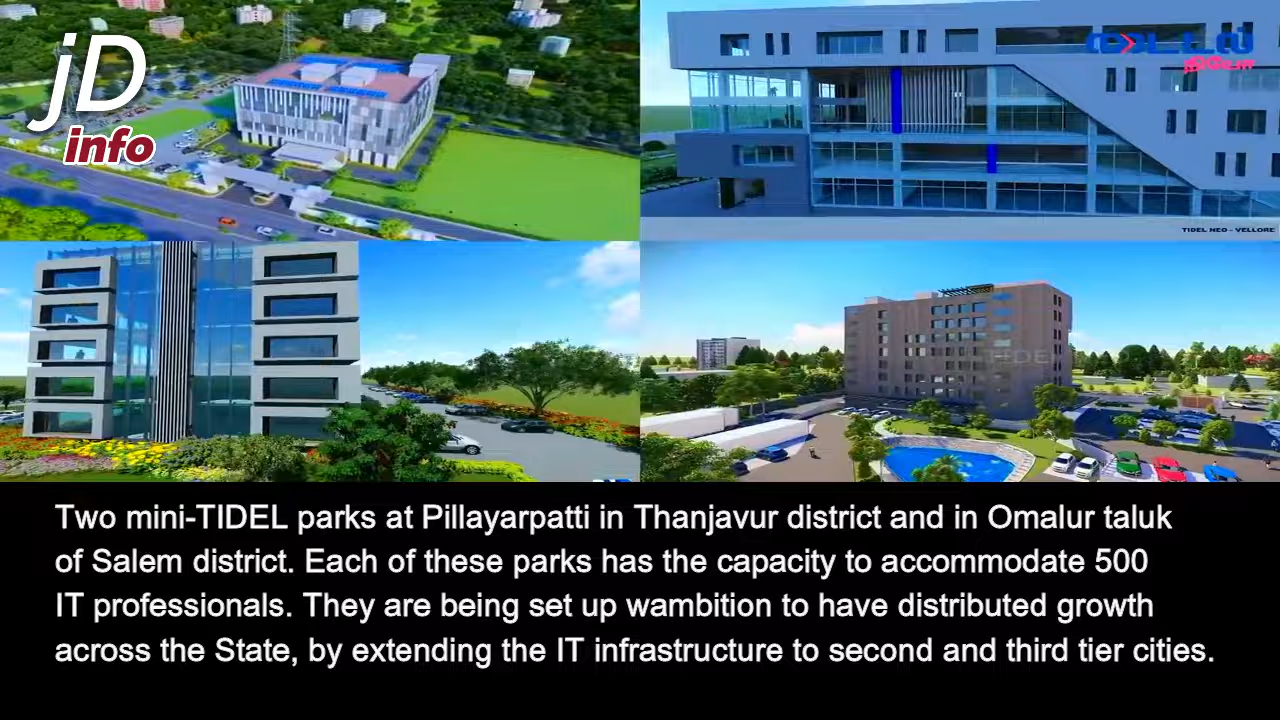 jD
info
டைடல்
நியோ
TIDEL NEO - VELLORE
TIDEL
Two mini-TIDEL parks at Pillayarpatti in Thanjavur district and in Omalur taluk
of Salem district. Each of these parks has the capacity to accommodate 500
IT professionals. They are being set up wambition to have distributed growth
across the State, by extending the IT infrastructure to second and third tier cities.